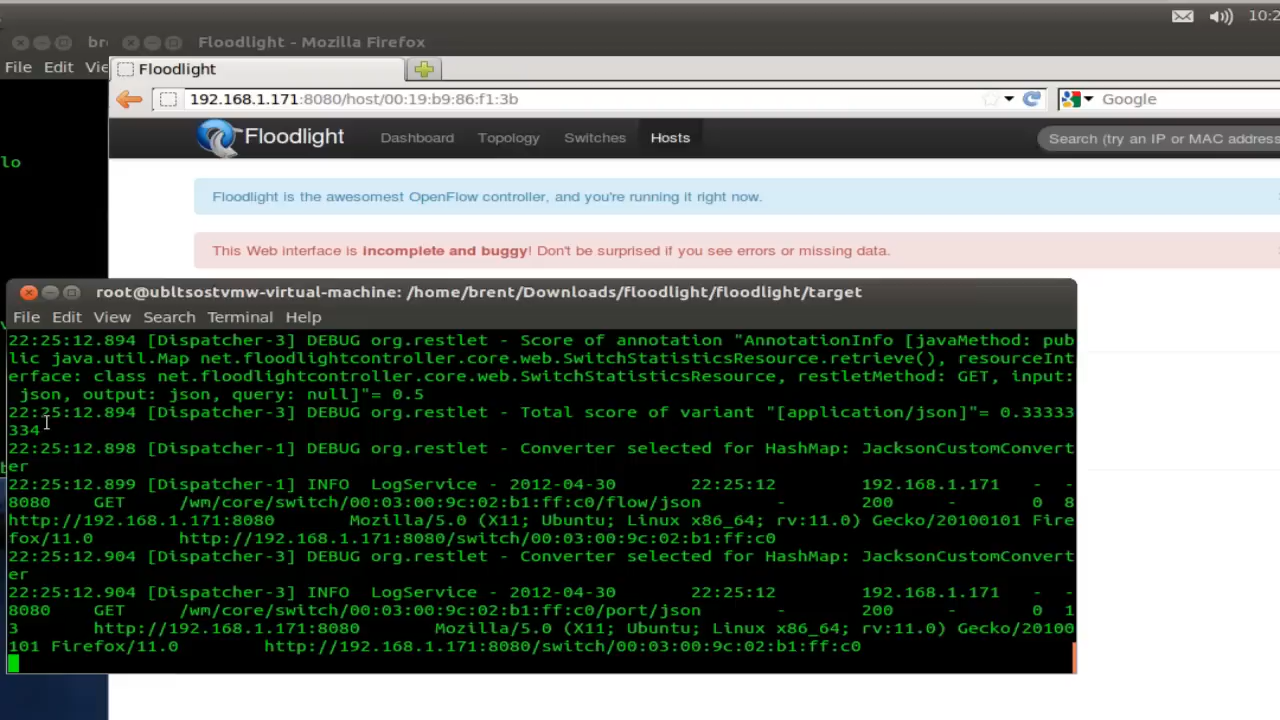 10:2
br
Floodlight - Mozilla Firefox
File Edit Vie
Floodlight
192.168.1.171:8080/host/00:19:b9:86:f1:3b
Google
Floodlight Dashboard Topology Switches Hosts
Search (try an IP or MAC address
lo
Floodlight is the awesomest OpenFlow controller, and you're running it right now.
This Web interface is incomplete and buggy! Don't be surprised if you see errors or missing data.
root@ubltsostvmw-virtual-machine: /home/brent/Downloads/floodlight/floodlight/target
File Edit View Search Terminal Help
22:25:12.894 [Dispatcher-3] DEBUG org.restlet - Score of annotation "AnnotationInfo [javaMethod: pub
lic java.util.Map net.floodlightcontroller.core.web.SwitchStatisticsResource.retrieve(), resourceInt
erface: class net.floodlightcontroller.core.web.SwitchStatisticsResource, restletMethod: GET, input:
json, output: json, query: null]"= 0.5
22:25:12.894 [Dispatcher-3] DEBUG org.restlet - Total score of variant "[application/json]"= 0.33333
334
22:25:12.898 [Dispatcher-1] DEBUG org.restlet - Converter selected for HashMap: JacksonCustomConvert
er
22:25:12.899 [Dispatcher-1] INFO LogService - 2012-04-30 22:25:12 192.168.1.171 - -
8080 GET /wm/core/switch/00:03:00:9c:02:b1:ff:c0/flow/json - 200 - 0 8
http://192.168.1.171:8080 Mozilla/5.0 (X11; Ubuntu; Linux x86_64; rv:11.0) Gecko/20100101 Fire
fox/11.0 http://192.168.1.171:8080/switch/00:03:00:9c:02:b1:ff:c0
22:25:12.904 [Dispatcher-3] DEBUG org.restlet - Converter selected for HashMap: JacksonCustomConvert
er
22:25:12.904 [Dispatcher-3] INFO LogService - 2012-04-30 22:25:12 192.168.1.171 - -
8080 GET /wm/core/switch/00:03:00:9c:02:b1:ff:c0/port/json - 200 - 0 1
3 http://192.168.1.171:8080 Mozilla/5.0 (X11; Ubuntu; Linux x86_64; rv:11.0) Gecko/20100
101 Firefox/11.0 http://192.168.1.171:8080/switch/00:03:00:9c:02:b1:ff:c0